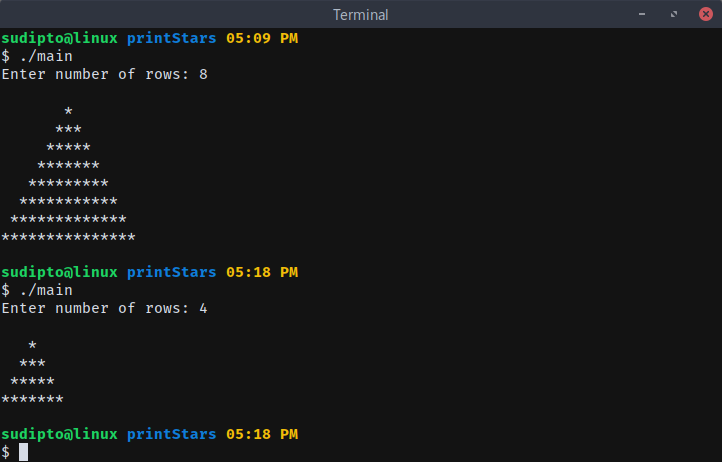 Terminal
sudipto@linux printStars 05:09 PM
$ ./main
Enter number of rows: 8

       *
      ***
     *****
    *******
   *********
  ***********
 *************
***************

sudipto@linux printStars 05:18 PM
$ ./main
Enter number of rows: 4

   *
  ***
 *****
*******

sudipto@linux printStars 05:18 PM
$